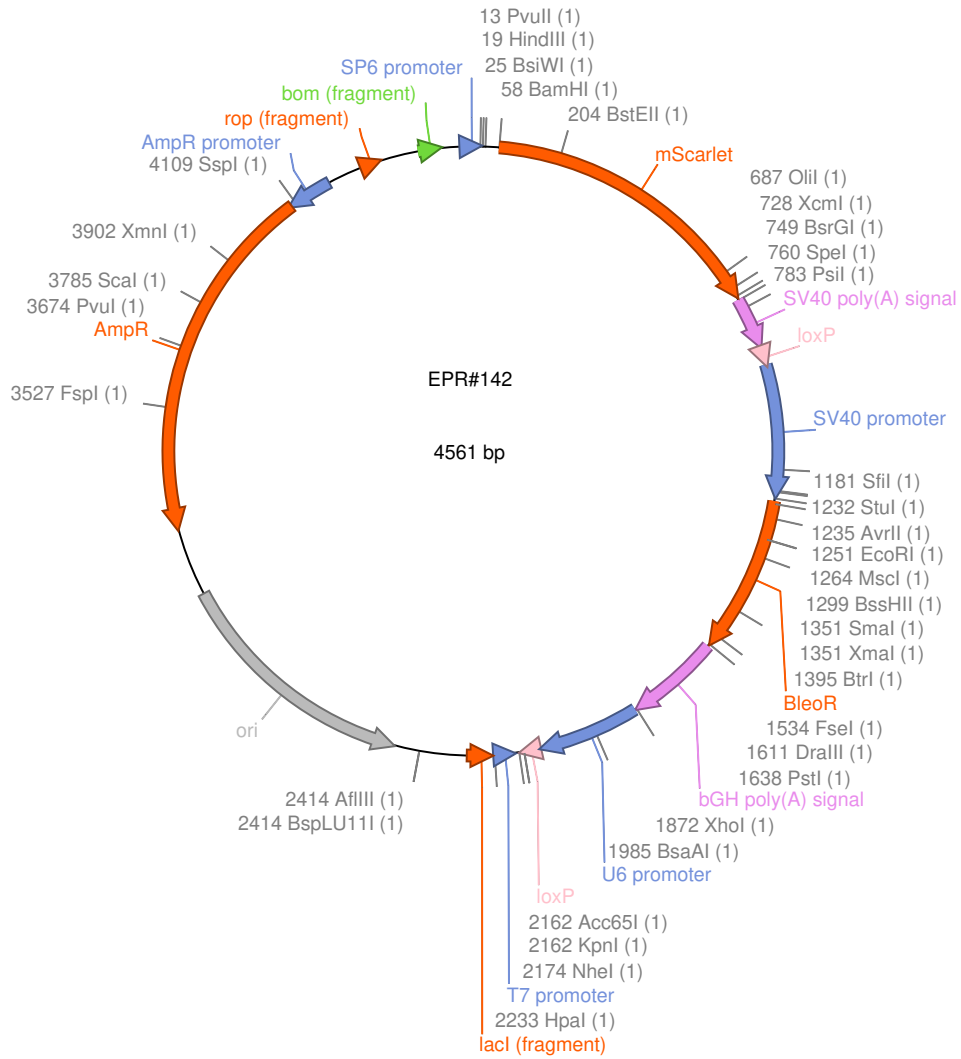 13 PvuII (1)
19 HindIII (1)
SP6 promoter
25 BsiWI (1)
bom (fragment)
58 BamHI (1)
rop (fragment)
204 BstEII (1)
AmpR promoter
mScarlet
4109 SspI (1)
687 OliI (1)
728 XcmI (1)
3902 XmnI (1)
749 BsrGI (1)
760 SpeI (1)
3785 ScaI (1)
783 PsiI (1)
3674 PvuI (1)
SV40 poly(A) signal
AmpR
loxP
EPR#142
3527 FspI (1)
SV40 promoter
4561 bp
1181 SfiI (1)
1232 StuI (1)
1235 AvrII (1)
1251 EcoRI (1)
1264 MscI (1)
1299 BssHII (1)
1351 SmaI (1)
1351 XmaI (1)
1395 BtrI (1)
BleoR
ori
1534 FseI (1)
1611 DraIII (1)
1638 PstI (1)
2414 AflIII (1)
bGH poly(A) signal
2414 BspLU11I (1)
1872 XhoI (1)
1985 BsaAI (1)
U6 promoter
loxP
2162 Acc65I (1)
2162 KpnI (1)
2174 NheI (1)
T7 promoter
2233 HpaI (1)
lacI (fragment)